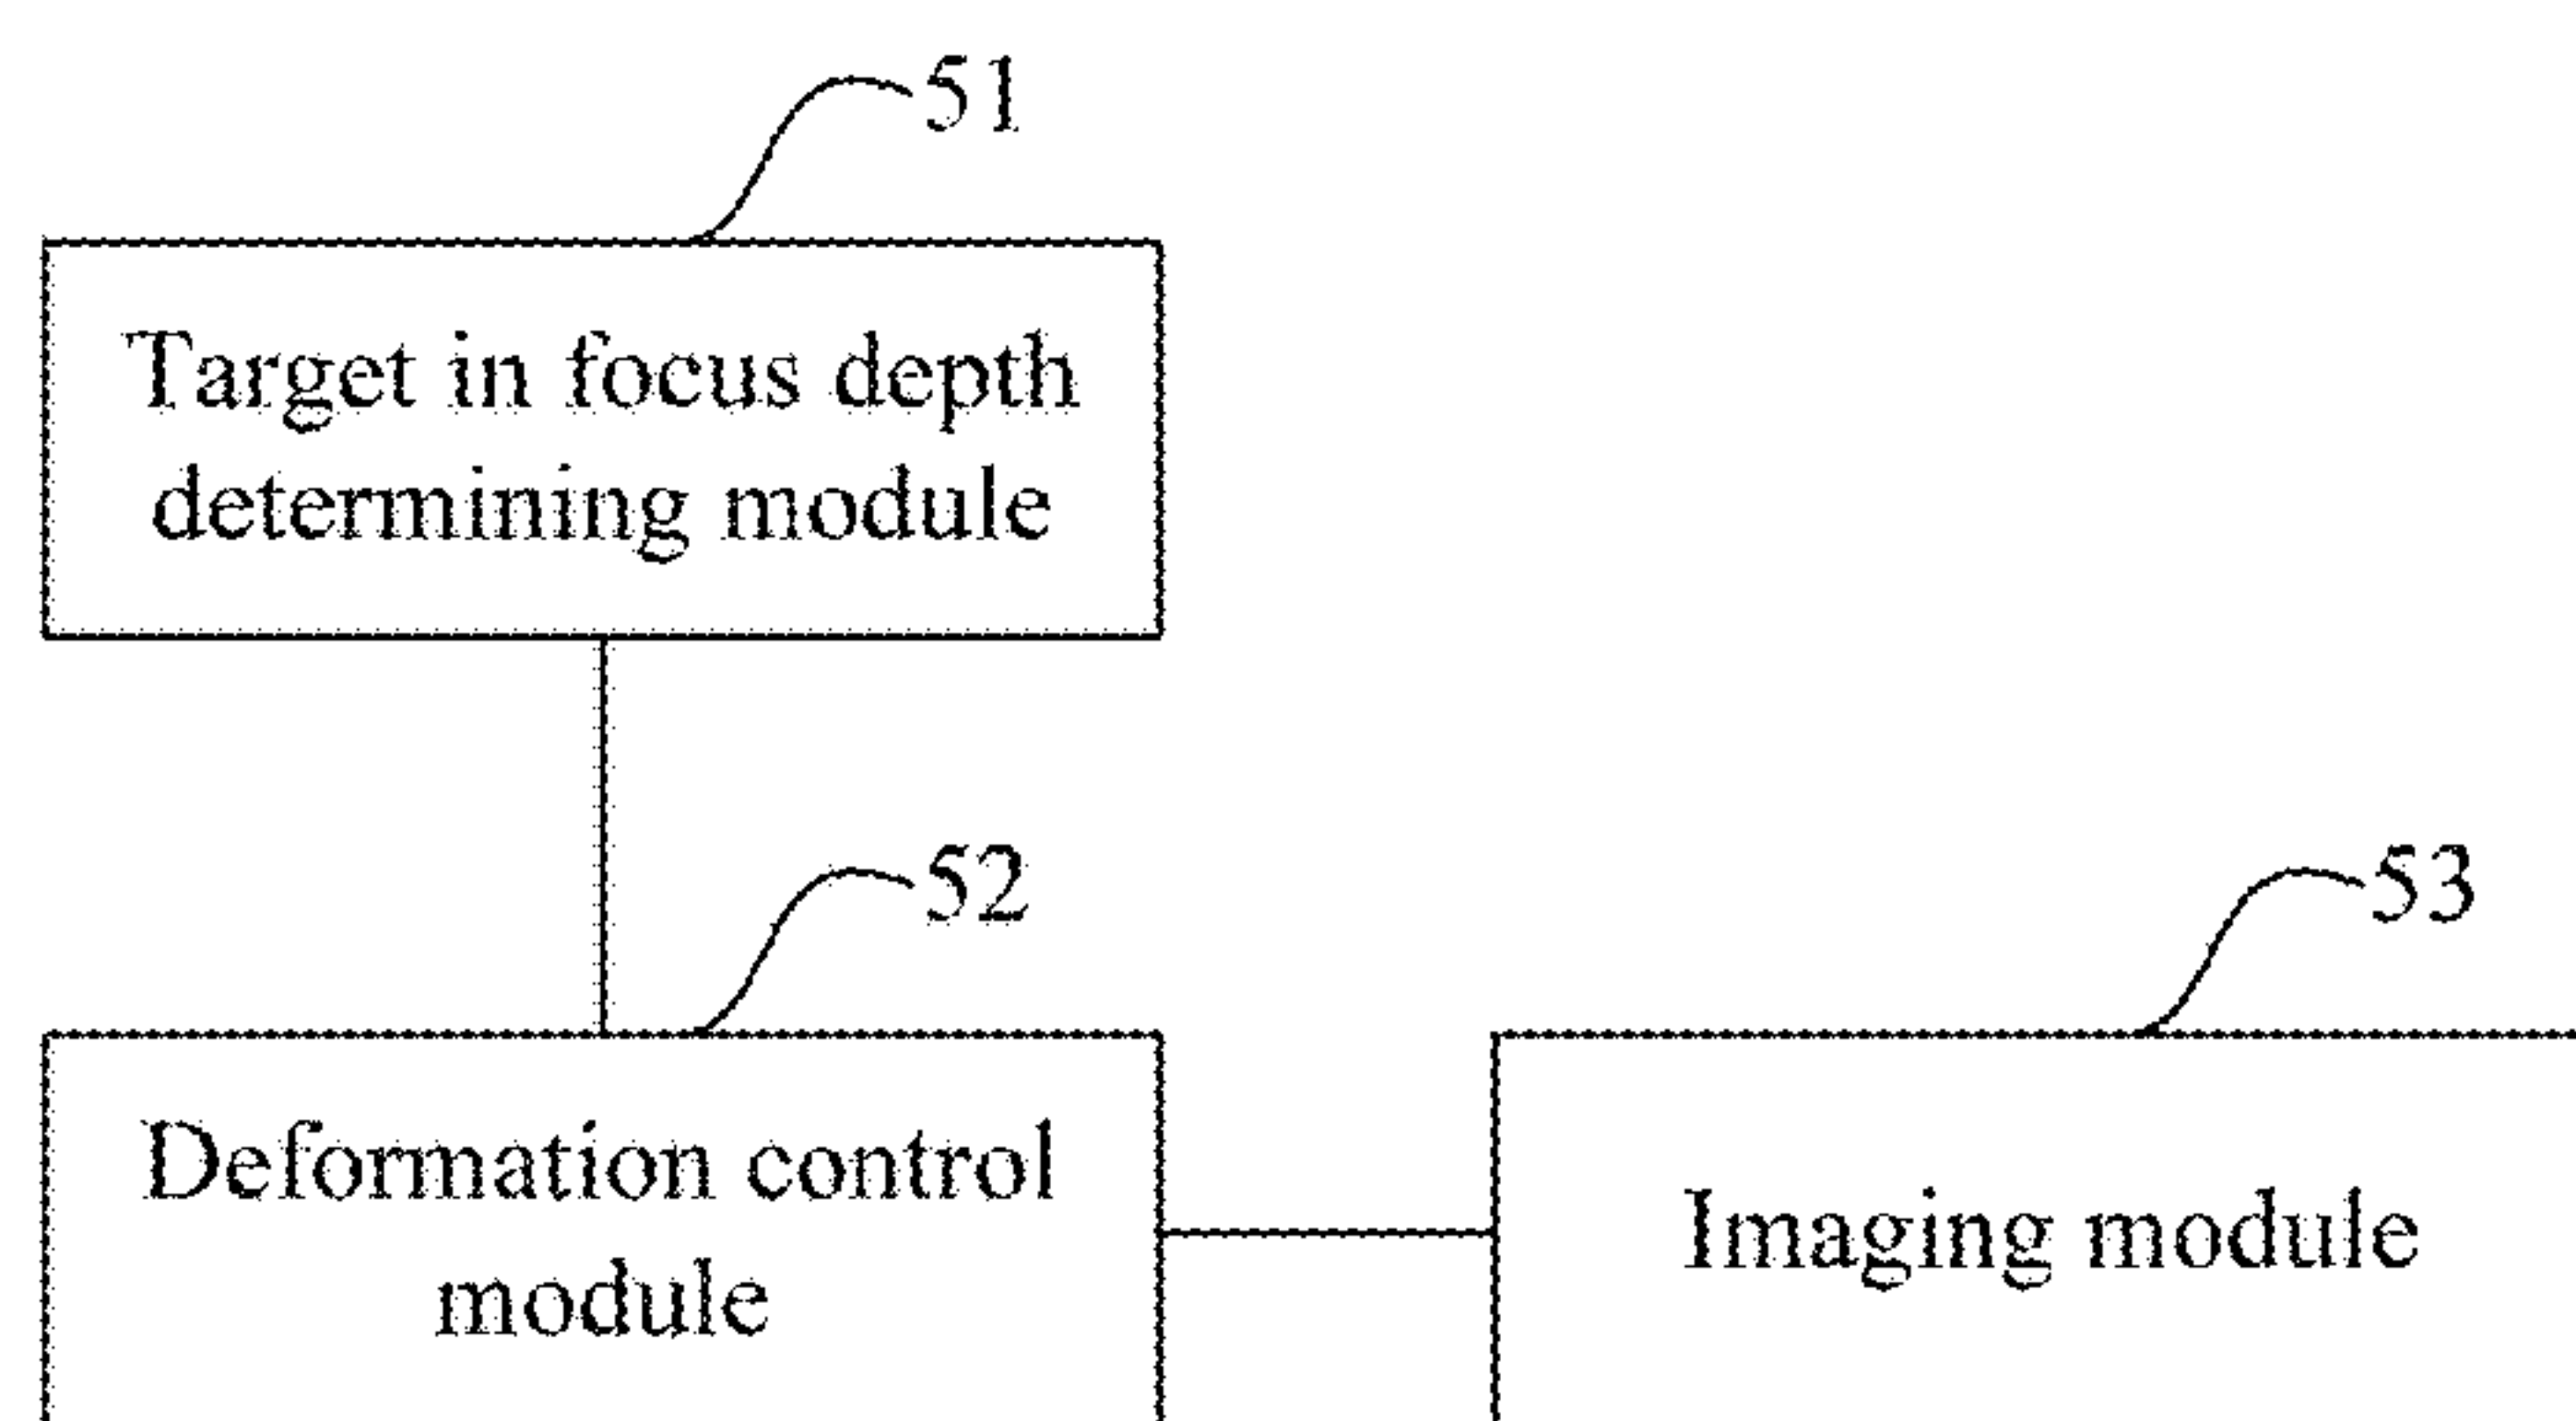 51
Target in focus depth
determining module
52
53
Deformation control
module
Imaging module